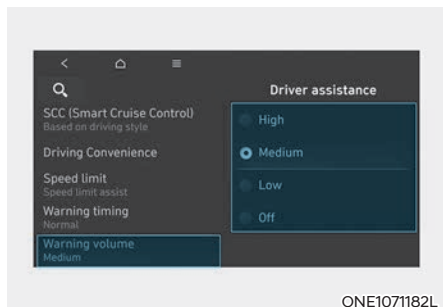 Driver assistance
SCC (Smart Cruise Control)
Based on driving style
Driving Convenience
Speed limit
Speed limit assist
Warning timing
Normal
Warning volume
Medium
High
Medium
Low
Off
ONE1071182L